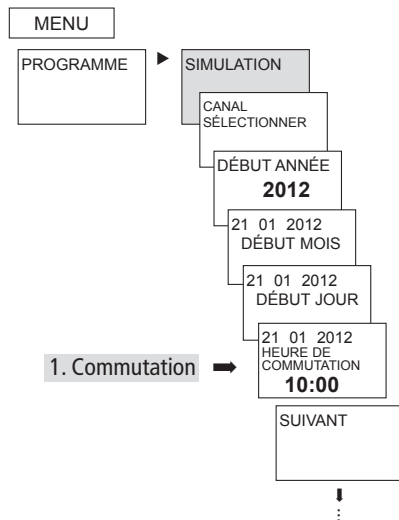 MENU
PROGRAMME
SIMULATION
CANAL
SÉLECTIONNER
DÉBUT ANNÉE
2012
21 01 2012
DÉBUT MOIS
21 01 2012
DÉBUT JOUR
21 01 2012
HEURE DE
COMMUTATION
10:00
1. Commutation
SUIVANT